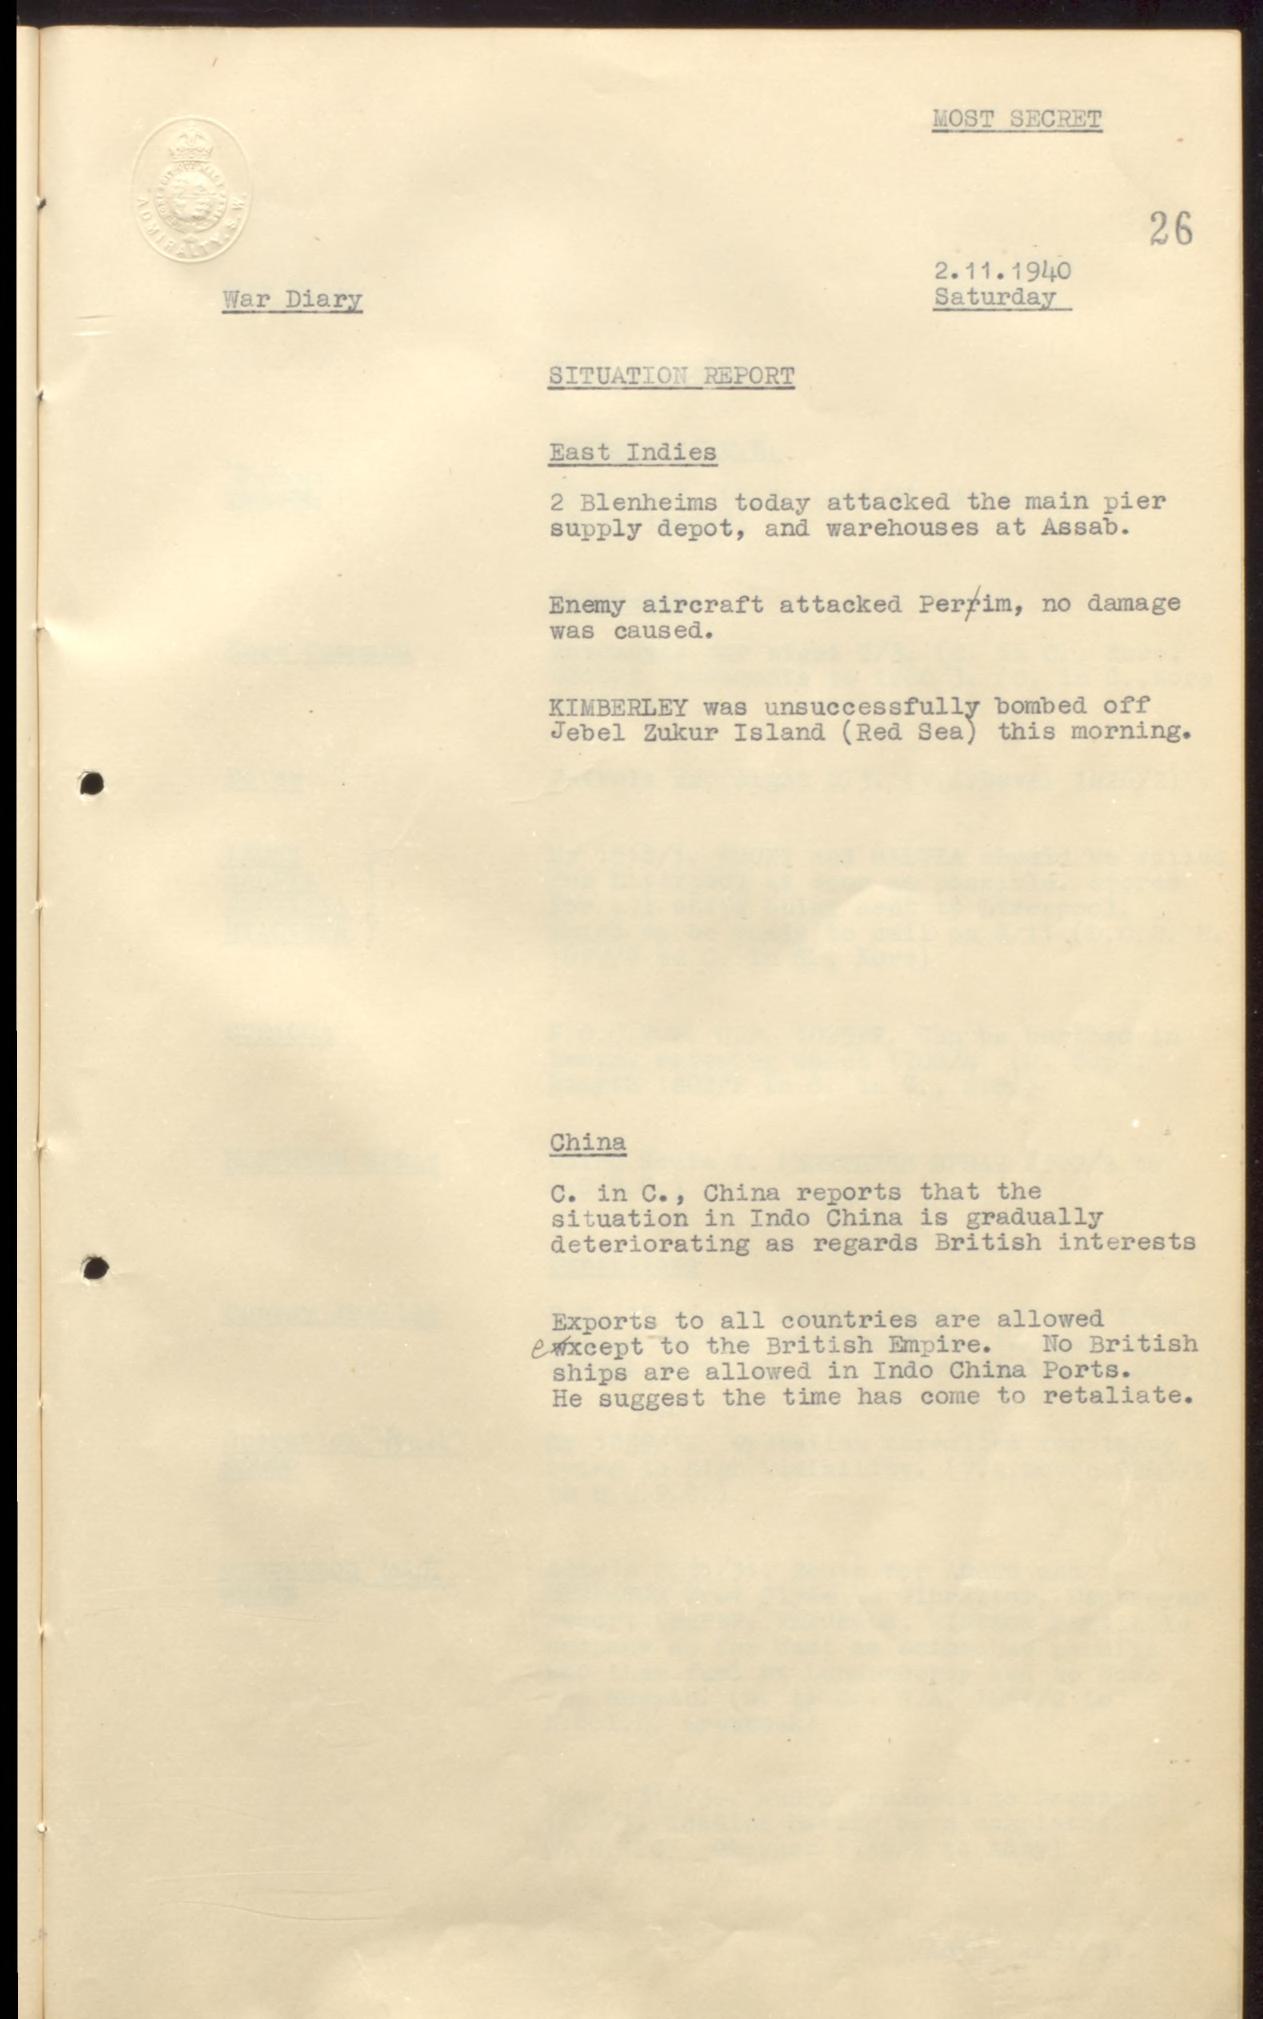 MOST SECRET
ADMIRALTY. S.W.
26
2.11.1940
War Diary
Saturday
SITUATION REPORT
East Indies
2 Blenheims today attacked the main pier
supply depot, and warehouses at Assab.
Enemy aircraft attacked Perrim, no damage
was caused.
KIMBERLEY was unsuccessfully bombed off
Jebel Zukur Island (Red Sea) this morning.
China
C. in C., China reports that the
situation in Indo China is gradually
deteriorating as regards British interests
Exports to all countries are allowed
except to the British Empire. No British
ships are allowed in Indo China Ports.
He suggest the time has come to retaliate.